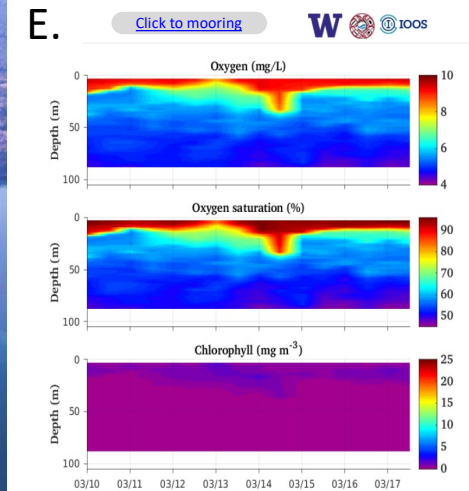 E.
Click to mooring
W
IOOS
Oxygen (mg/L)
0
50
100
Depth (m)
10
8
6
4
Oxygen saturation (%)
0
50
100
Depth (m)
90
80
70
60
50
Chlorophyll (mg m-3)
0
50
100
Depth (m)
25
20
15
10
5
0
03/10 03/11 03/12 03/13 03/14 03/15 03/16 03/17